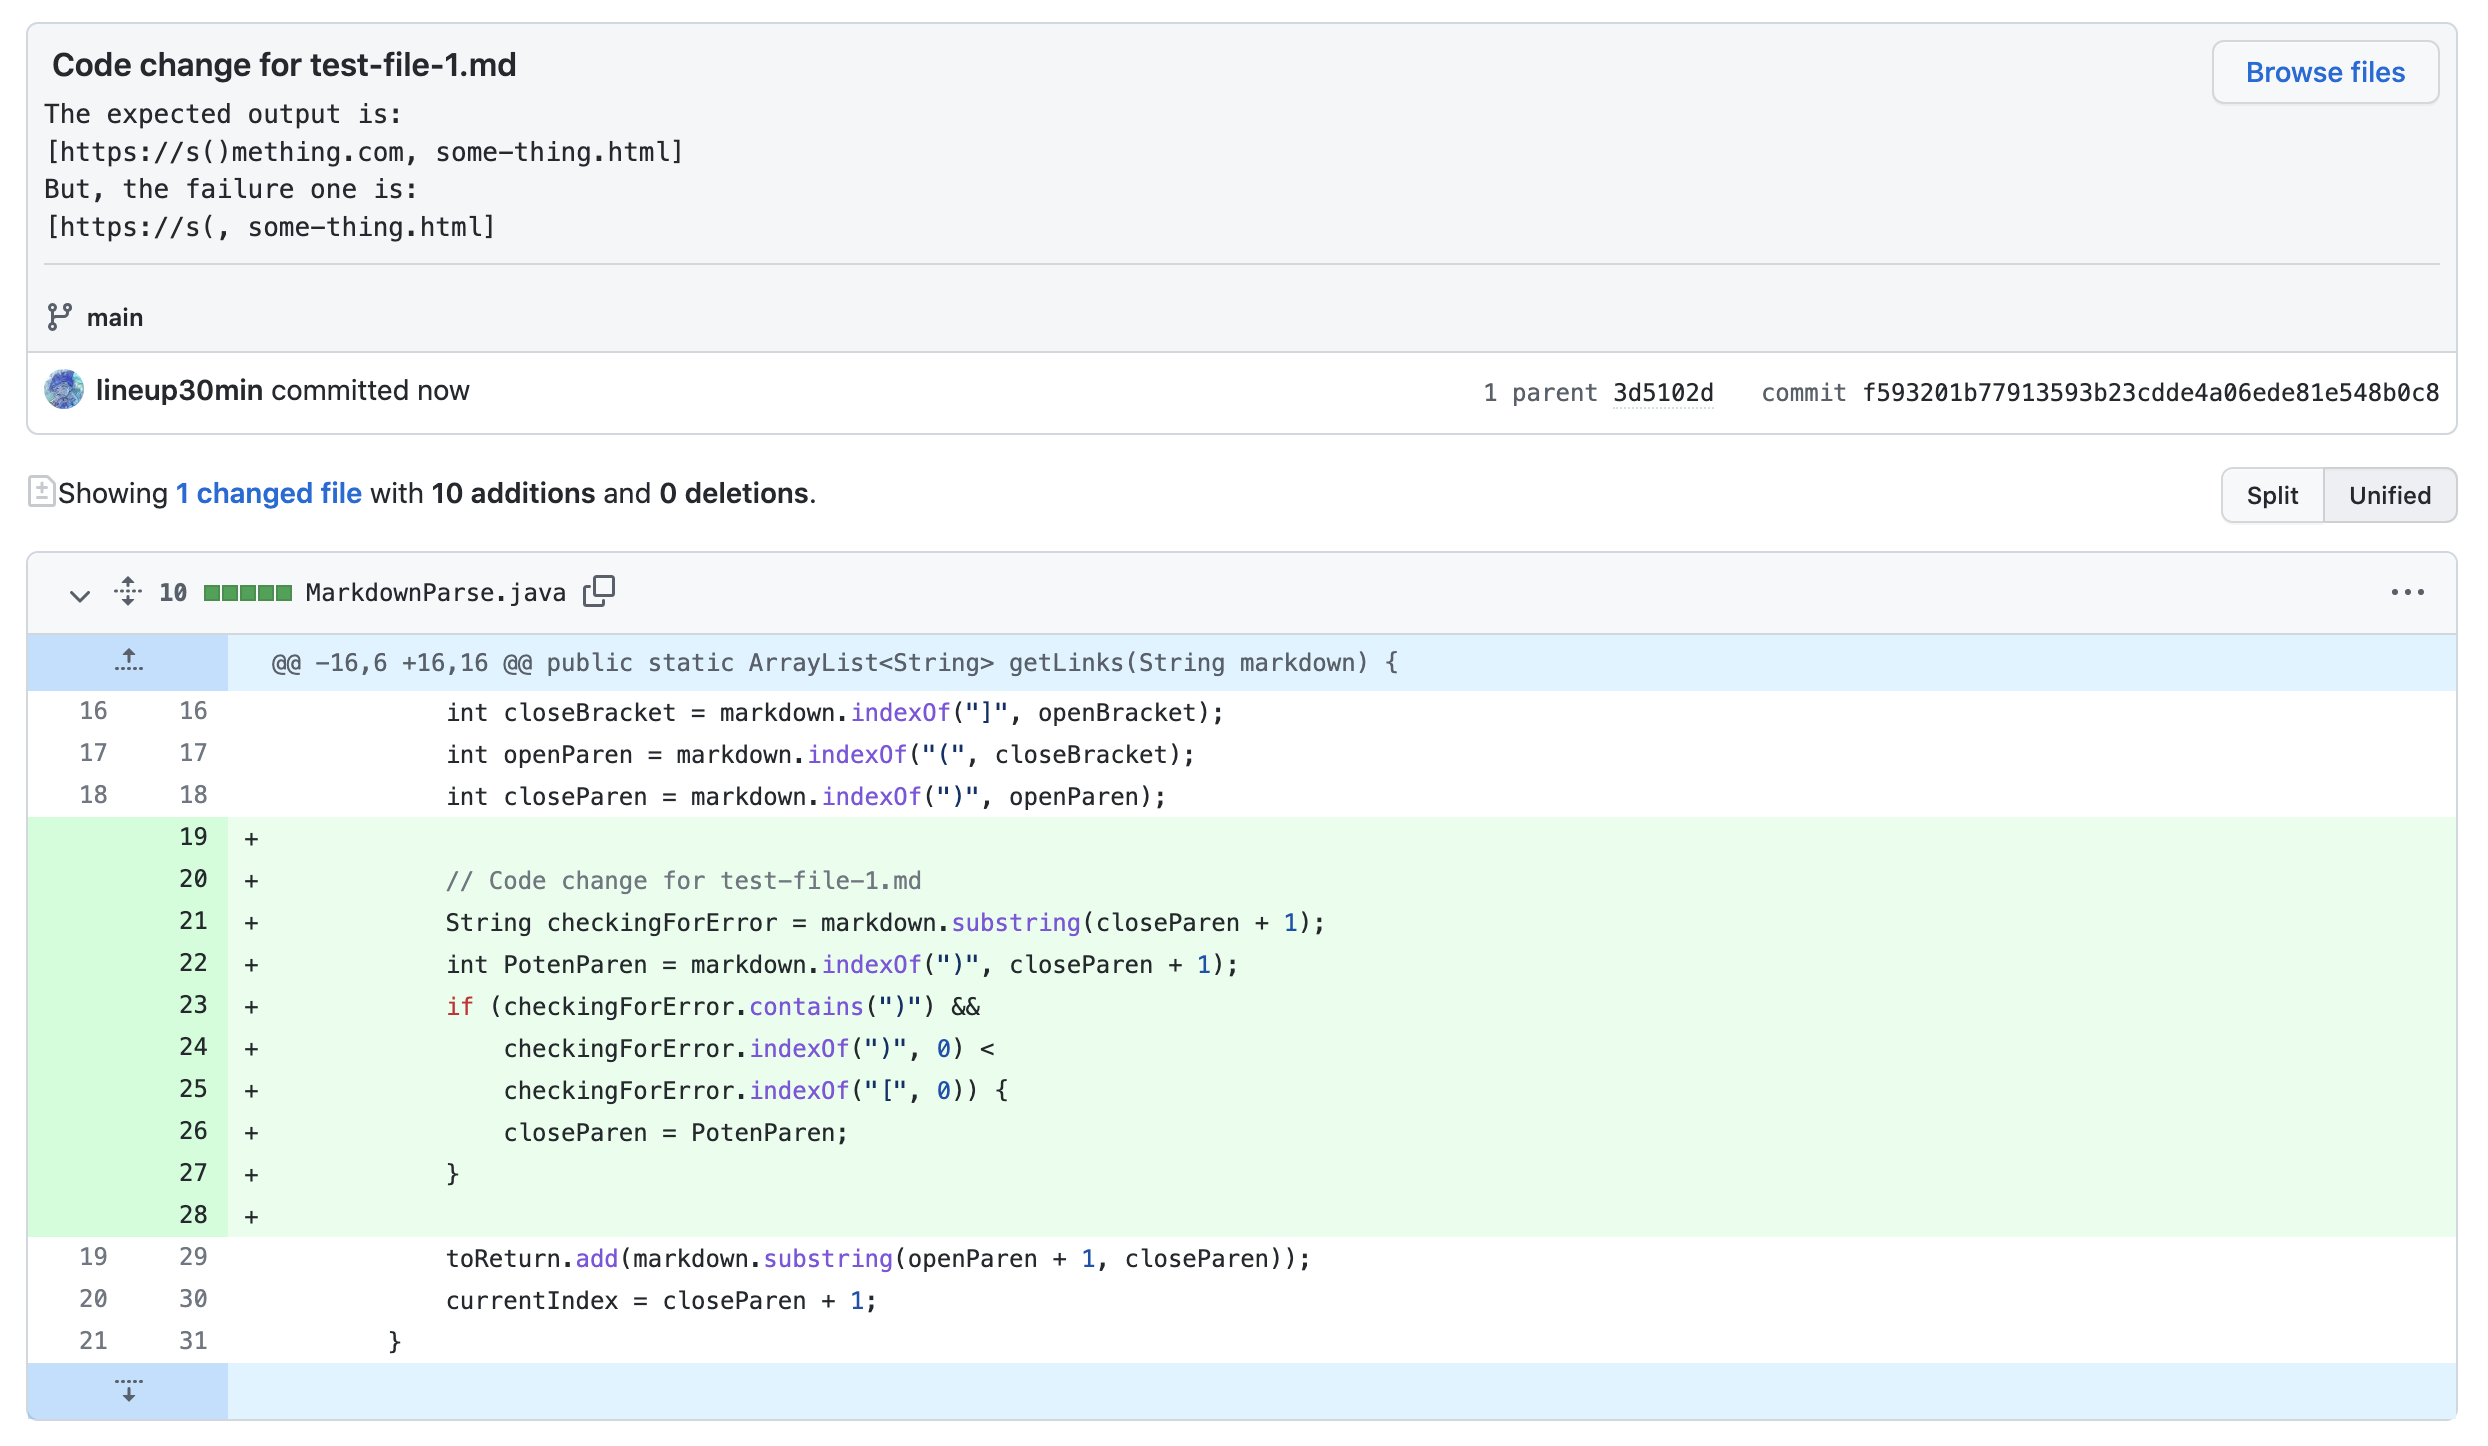 Code change for test-file-1.md
Browse files
The expected output is:
[https://s()mething.com, some-thing.html]
But, the failure one is:
[https://s(, some-thing.html]
main
lineup30min committed now
1 parent 3d5102d commit f593201b77913593b23cdde4a06ede81e548b0c8
Showing 1 changed file with 10 additions and 0 deletions.
Split Unified
10 MarkdownParse.java
@@ -16,6 +16,16 @@ public static ArrayList<String> getLinks(String markdown) {
16 16 int closeBracket = markdown.indexOf("]", openBracket);
17 17 int openParen = markdown.indexOf("(", closeBracket);
18 18 int closeParen = markdown.indexOf(")", openParen);
19 +
20 + // Code change for test-file-1.md
21 + String checkingForError = markdown.substring(closeParen + 1);
22 + int PotenParen = markdown.indexOf(")", closeParen + 1);
23 + if (checkingForError.contains(")") &&
24 + checkingForError.indexOf(")", 0) <
25 + checkingForError.indexOf("[", 0)) {
26 + closeParen = PotenParen;
27 + }
28 +
19 29 toReturn.add(markdown.substring(openParen + 1, closeParen));
20 30 currentIndex = closeParen + 1;
21 31 }